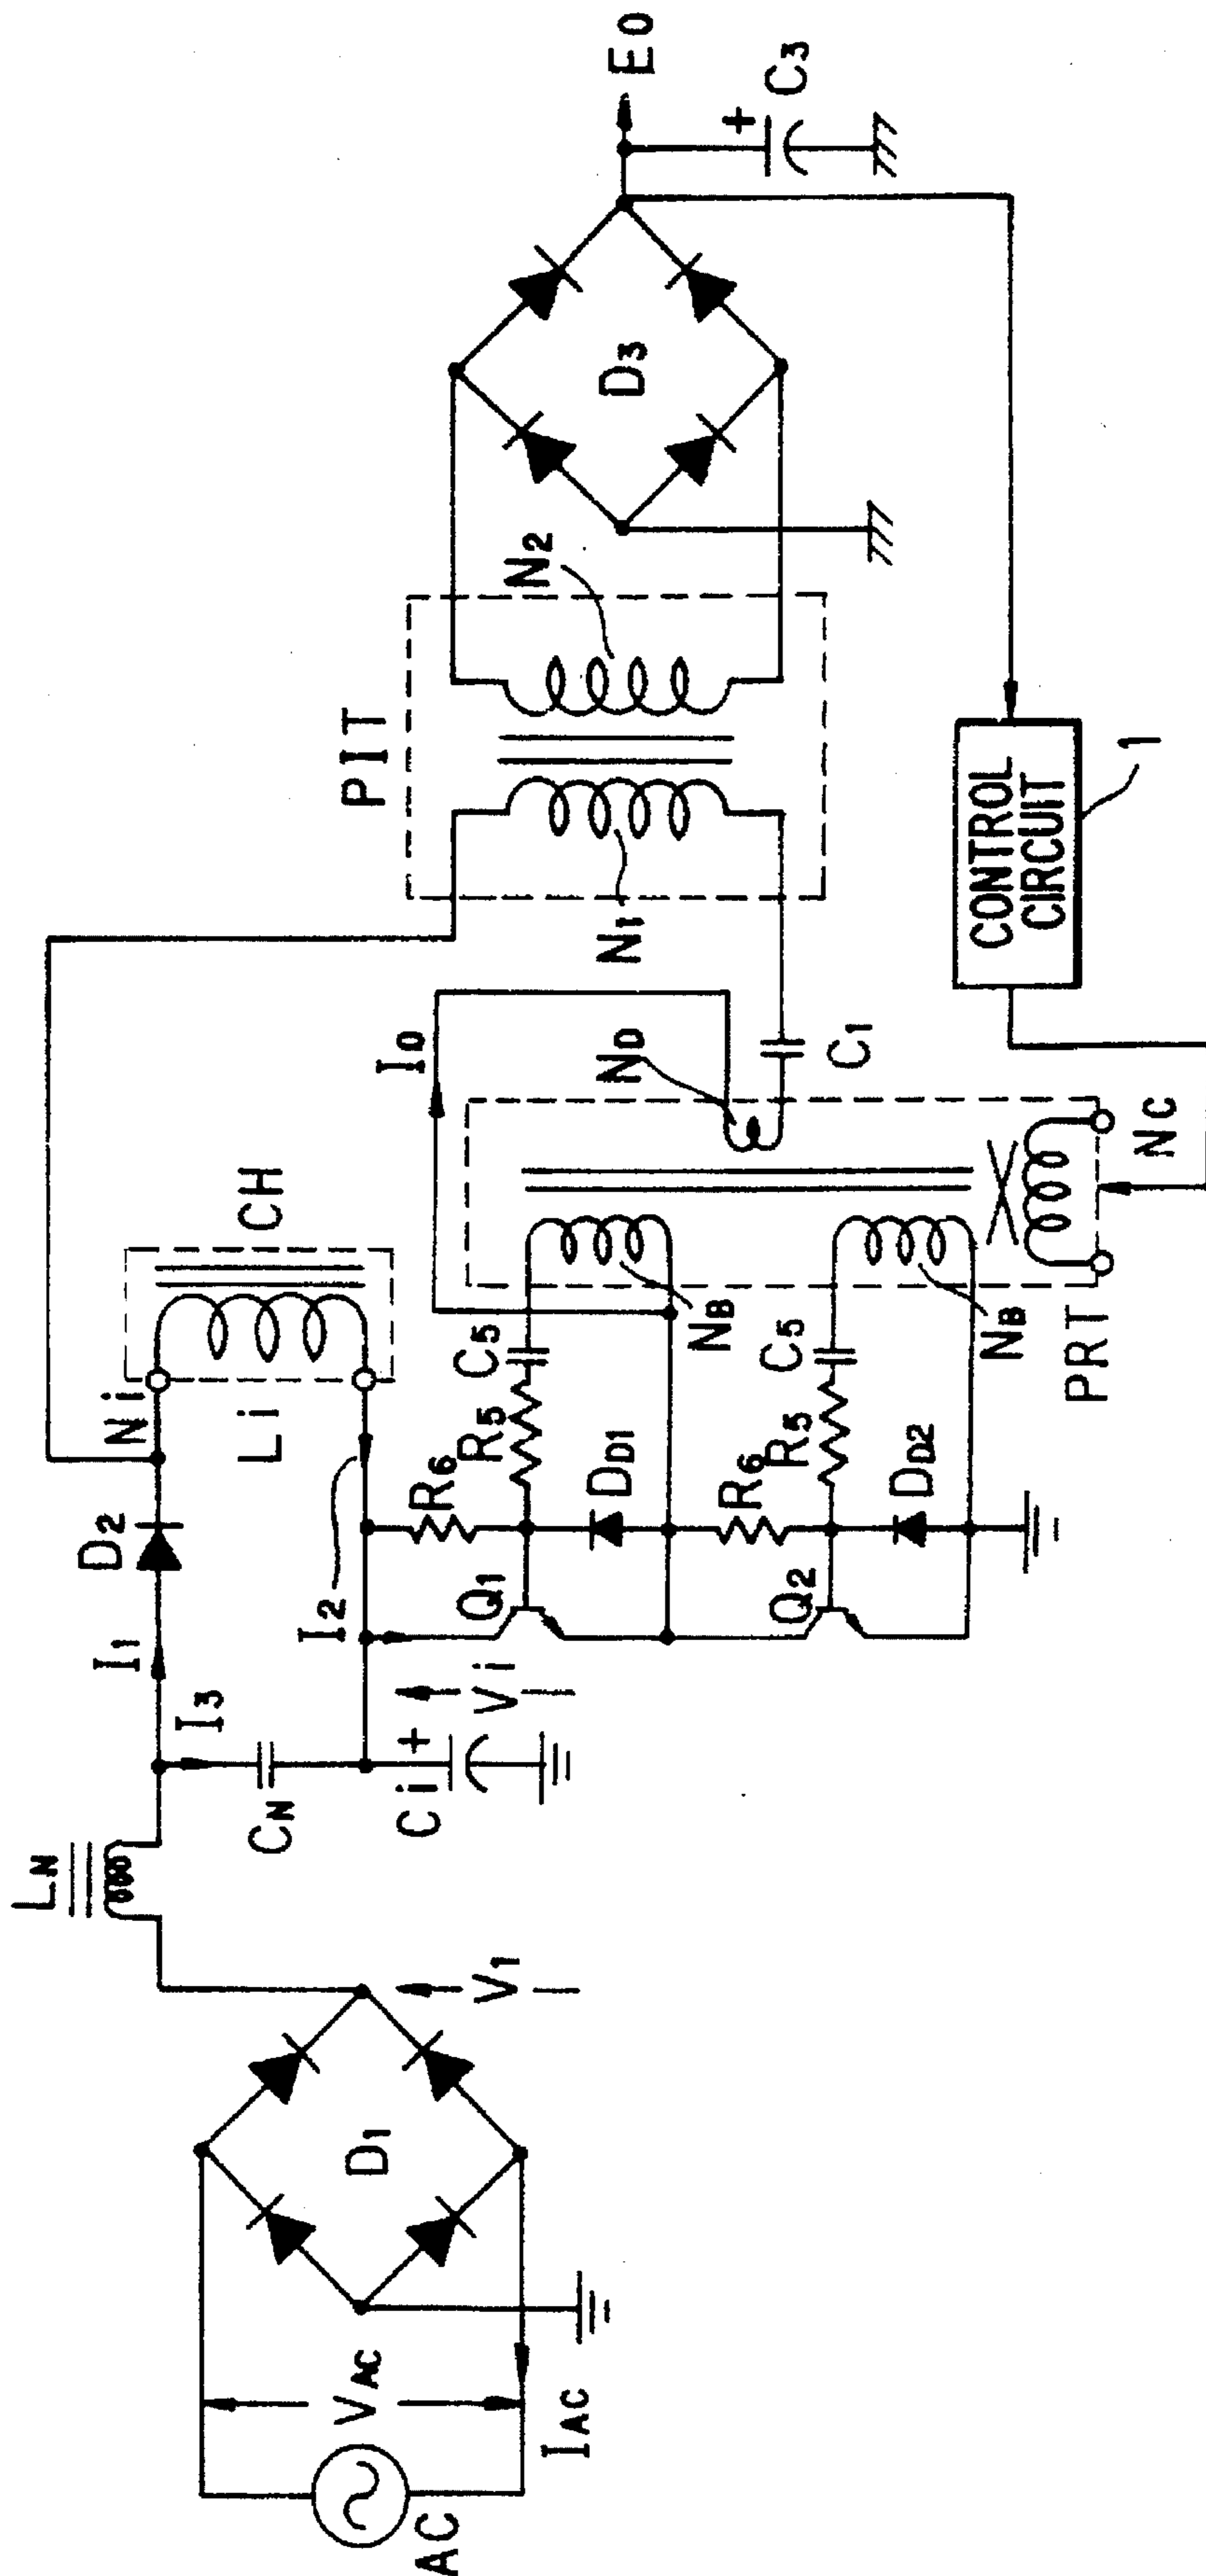 AC
VAC
IAC
D1
V1
LN
CN
I3
Ci
+
Vi
I1
D2
I2
Ni
Li
CH
Q1
R6
R5
C5
DD1
NB
Q2
R6
R5
C5
DD2
NB
PRT
NC
ID
ND
C1
PIT
N1
N2
D3
EO
+
C3
CONTROL
CIRCUIT
1